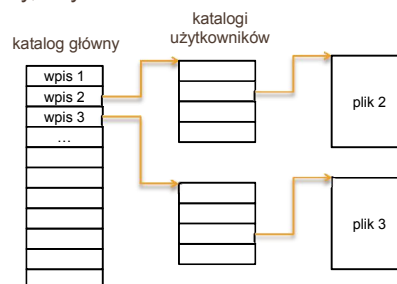 katalogi
użytkowników
katalog główny
wpis 1
wpis 2
wpis 3
...
plik 2
plik 3